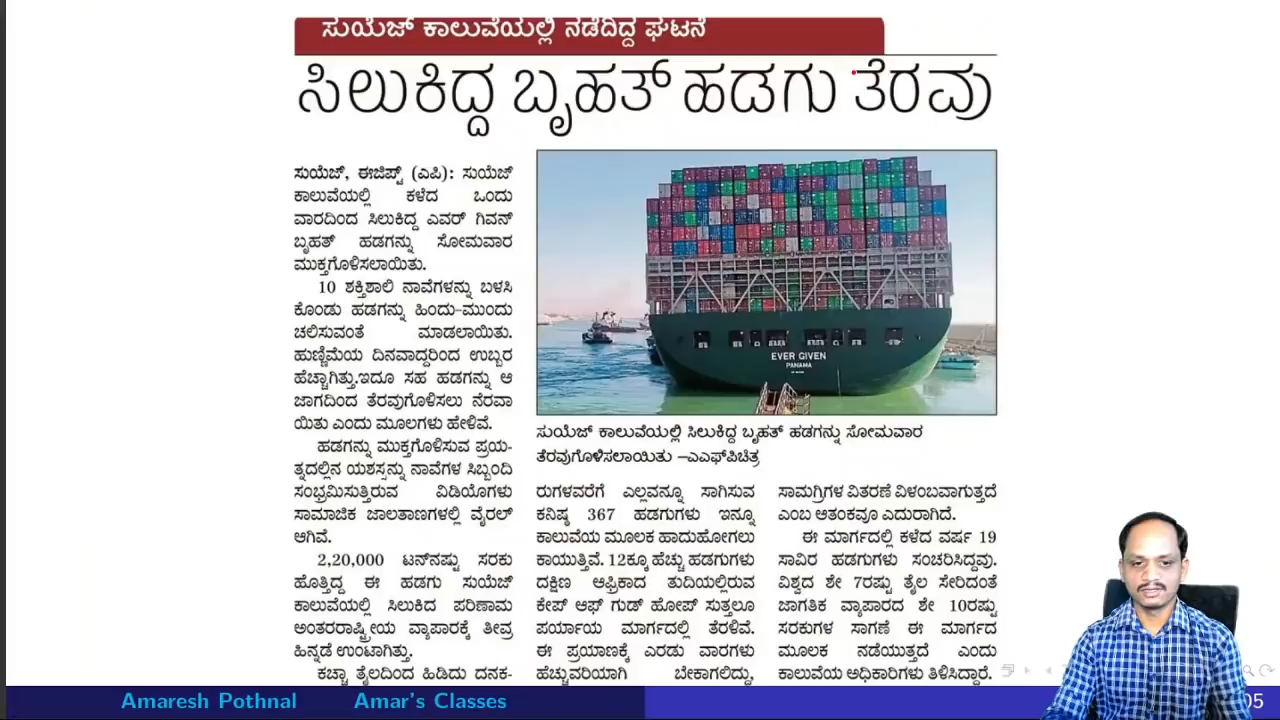 ಸುಯೆಜ್ ಕಾಲುವೆಯಲ್ಲಿ ನಡೆದಿದ್ದ ಘಟನೆ
ಸಿಲುಕಿದ್ದ ಬೃಹತ್ ಹಡಗು ತೆರವು
ಸುಯೆಜ್, ಈಜಿಪ್ಟ್ (ಎಪಿ): ಸುಯೆಜ್
ಕಾಲುವೆಯಲ್ಲಿ ಕಳೆದ ಒಂದು
ವಾರದಿಂದ ಸಿಲುಕಿದ್ದ ಎವರ್ ಗಿವನ್
ಬೃಹತ್ ಹಡಗನ್ನು ಸೋಮವಾರ
ಮುಕ್ತಗೊಳಿಸಲಾಯಿತು.
10 ಶಕ್ತಿಶಾಲಿ ನಾವೆಗಳನ್ನು ಬಳಸಿ
ಕೊಂಡು ಹಡಗನ್ನು ಹಿಂದು-ಮುಂದು
ಚಲಿಸುವಂತೆ ಮಾಡಲಾಯಿತು.
ಹುಣ್ಣಿಮೆಯ ದಿನವಾದ್ದರಿಂದ ಉಬ್ಬರ
ಹೆಚ್ಚಾಗಿತ್ತು.ಇದೂ ಸಹ ಹಡಗನ್ನು ಆ
ಜಾಗದಿಂದ ತೆರವುಗೊಳಿಸಲು ನೆರವಾ
ಯಿತು ಎಂದು ಮೂಲಗಳು ಹೇಳಿವೆ.
ಹಡಗನ್ನು ಮುಕ್ತಗೊಳಿಸುವ ಪ್ರಯ-
ತ್ನದಲ್ಲಿನ ಯಶಸ್ಸನ್ನು ನಾವೆಗಳ ಸಿಬ್ಬಂದಿ
ಸಂಭ್ರಮಿಸುತ್ತಿರುವ ವಿಡಿಯೊಗಳು
ಸಾಮಾಜಿಕ ಜಾಲತಾಣಗಳಲ್ಲಿ ವೈರಲ್
ಆಗಿವೆ.
2,20,000 ಟನ್‌ನಷ್ಟು ಸರಕು
ಹೊತ್ತಿದ್ದ ಈ ಹಡಗು ಸುಯೆಜ್
ಕಾಲುವೆಯಲ್ಲಿ ಸಿಲುಕಿದ ಪರಿಣಾಮ
ಅಂತರರಾಷ್ಟ್ರೀಯ ವ್ಯಾಪಾರಕ್ಕೆ ತೀವ್ರ
ಹಿನ್ನಡೆ ಉಂಟಾಗಿತ್ತು.
ಕಚ್ಚಾ ತೈಲದಿಂದ ಹಿಡಿದು ದನಕ-
EVER GIVEN
PANAMA
ಸುಯೆಜ್ ಕಾಲುವೆಯಲ್ಲಿ ಸಿಲುಕಿದ್ದ ಬೃಹತ್ ಹಡಗನ್ನು ಸೋಮವಾರ
ತೆರವುಗೊಳಿಸಲಾಯಿತು –ಎಎಫ್‌ಪಿಚಿತ್ರ
ರುಗಳವರೆಗೆ ಎಲ್ಲವನ್ನೂ ಸಾಗಿಸುವ
ಕನಿಷ್ಠ 367 ಹಡಗುಗಳು ಇನ್ನೂ
ಕಾಲುವೆಯ ಮೂಲಕ ಹಾದುಹೋಗಲು
ಕಾಯುತ್ತಿವೆ. 12ಕ್ಕೂ ಹೆಚ್ಚು ಹಡಗುಗಳು
ದಕ್ಷಿಣ ಆಫ್ರಿಕಾದ ತುದಿಯಲ್ಲಿರುವ
ಕೇಪ್ ಆಫ್ ಗುಡ್ ಹೋಪ್ ಸುತ್ತಲೂ
ಪರ್ಯಾಯ ಮಾರ್ಗದಲ್ಲಿ ತೆರಳಿವೆ.
ಈ ಪ್ರಯಾಣಕ್ಕೆ ಎರಡು ವಾರಗಳು
ಹೆಚ್ಚುವರಿಯಾಗಿ ಬೇಕಾಗಲಿದ್ದು,
ಸಾಮಗ್ರಿಗಳ ವಿತರಣೆ ವಿಳಂಬವಾಗುತ್ತದೆ
ಎಂಬ ಆತಂಕವೂ ಎದುರಾಗಿದೆ.
ಈ ಮಾರ್ಗದಲ್ಲಿ ಕಳೆದ ವರ್ಷ 19
ಸಾವಿರ ಹಡಗುಗಳು ಸಂಚರಿಸಿದ್ದವು.
ವಿಶ್ವದ ಶೇ 7ರಷ್ಟು ತೈಲ ಸೇರಿದಂತೆ
ಜಾಗತಿಕ ವ್ಯಾಪಾರದ ಶೇ 10ರಷ್ಟು
ಸರಕುಗಳ ಸಾಗಣೆ ಈ ಮಾರ್ಗದ
ಮೂಲಕ ನಡೆಯುತ್ತದೆ ಎಂದು
ಕಾಲುವೆಯ ಅಧಿಕಾರಿಗಳು ತಿಳಿಸಿದ್ದಾರೆ.
Amaresh Pothnal Amar's Classes
05